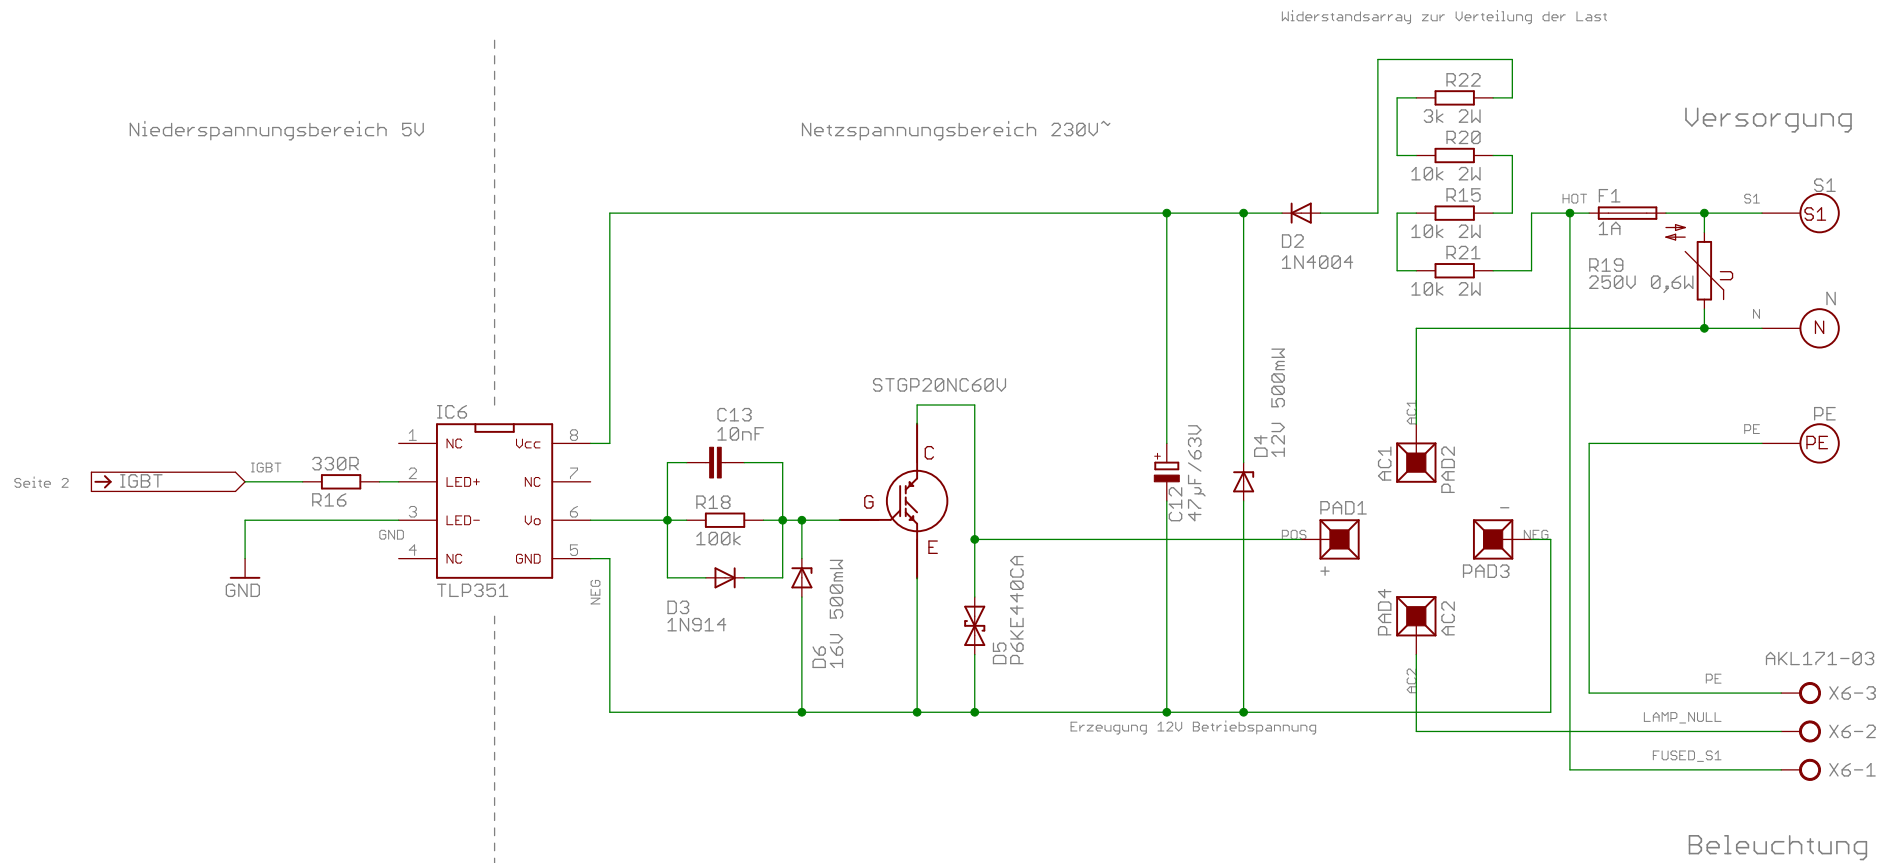 Widerstandsarray zur Verteilung der Last
Niederspannungsbereich 5V
Netzspannungsbereich 230V~
Versorgung
R22
3k 2W
R20
10k 2W
R15
10k 2W
R21
10k 2W
HOT
F1
1A
S1
S1
S1
D2
1N4004
R19
250V 0,6W
U
N
N
N
STGP20NC60V
D4
12V 500mW
AC1
AC1
PAD2
PE
PE
PE
IC6
TLP351
1
NC
2
LED+
3
LED-
4
NC
Vcc
8
NC
7
Vo
6
GND
5
Seite 2
IGBT
IGBT
330R
R16
GND
GND
NEG
C13
10nF
R18
100k
D3
1N914
D6
16V 500mW
C
G
E
D5
P6KE440CA
+
C12
47µF/63V
POS
PAD1
+
-
NEG
PAD3
PAD4
AC2
AC2
Erzeugung 12V Betriebspannung
AKL171-03
PE
X6-3
LAMP_NULL
X6-2
FUSED_S1
X6-1
Beleuchtung